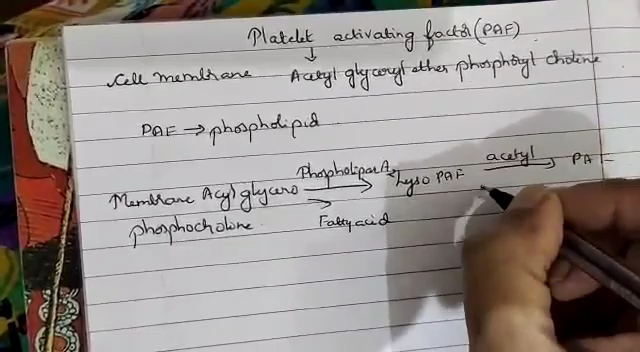 Platelet activating factor (PAF)
Cell membrane Acetyl glyceryl ether phosphoryl choline
PAF → phospholipid
Phospholipase A2 acetyl
Membrane Acyl glycero → Lyso PAF → PAF
phosphocholine Fatty acid